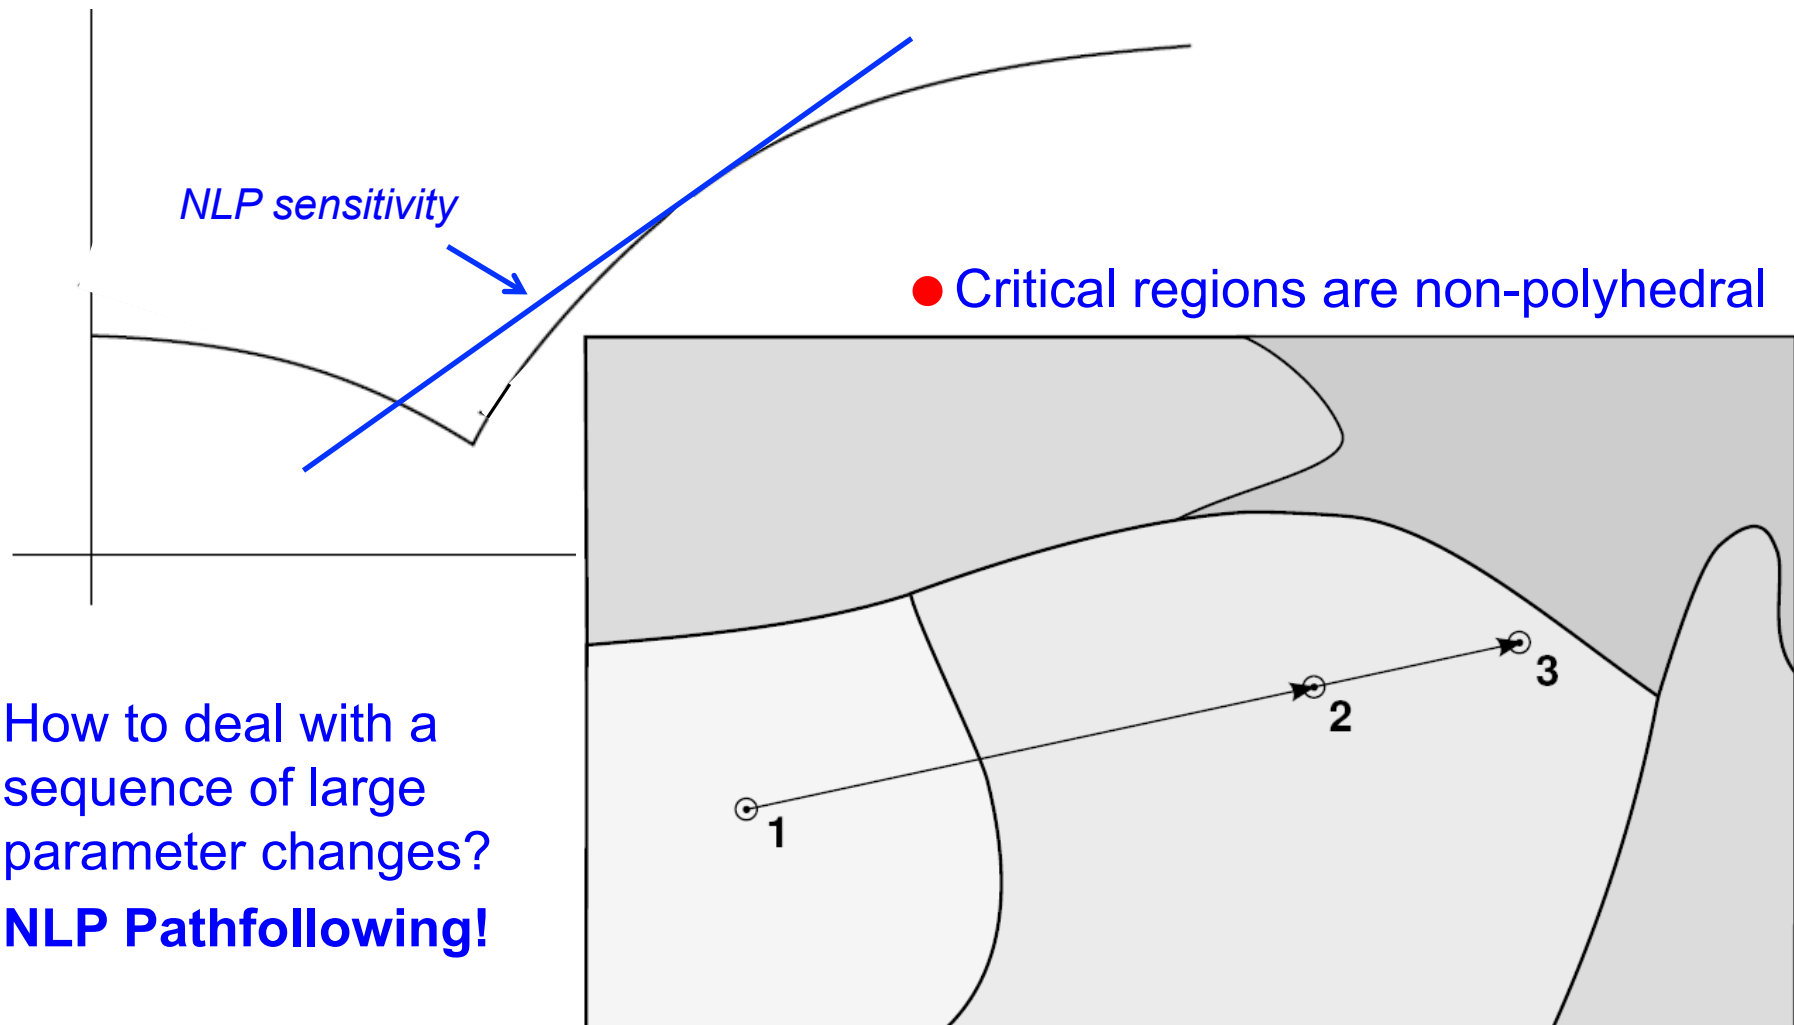 NLP sensitivity
Critical regions are non-polyhedral
1
2
3
How to deal with a
sequence of large
parameter changes?
NLP Pathfollowing!